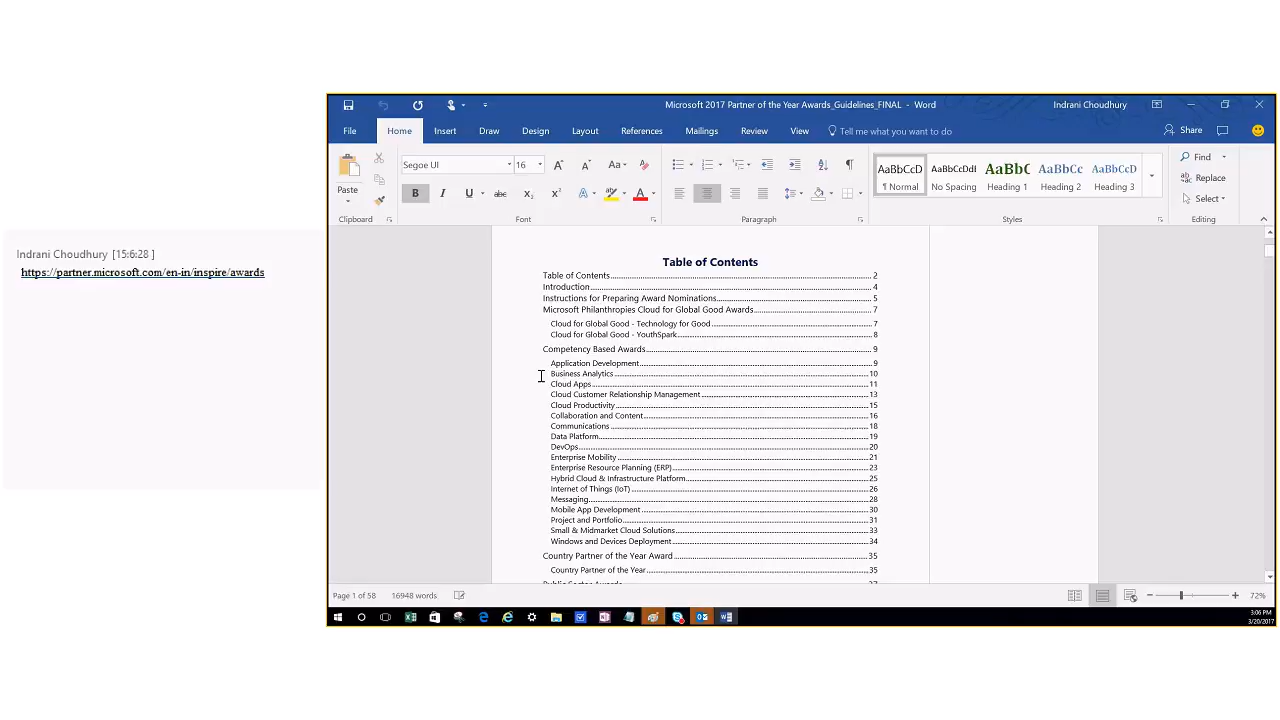 Indrani Choudhury [15:6:28 ]
https://partner.microsoft.com/en-in/inspire/awards
Microsoft 2017 Partner of the Year Awards_Guidelines_FINAL - Word
Indrani Choudhury
File Home Insert Draw Design Layout References Mailings Review View Tell me what you want to do Share
Segoe UI 16
Paste
Clipboard
Font
Paragraph
AaBbCcD AaBbCcDdI AaBbC AaBbCc AaBbCcD
¶ Normal No Spacing Heading 1 Heading 2 Heading 3
Styles
Find
Replace
Select
Editing
Table of Contents
Table of Contents 2
Introduction 4
Instructions for Preparing Award Nominations 5
Microsoft Philanthropies Cloud for Global Good Awards 7
Cloud for Global Good - Technology for Good 7
Cloud for Global Good - YouthSpark 8
Competency Based Awards 9
Application Development 9
Business Analytics 10
Cloud Apps 11
Cloud Customer Relationship Management 13
Cloud Productivity 15
Collaboration and Content 16
Communications 18
Data Platform 19
DevOps 20
Enterprise Mobility 21
Enterprise Resource Planning (ERP) 23
Hybrid Cloud & Infrastructure Platform 25
Internet of Things (IoT) 26
Messaging 28
Mobile App Development 30
Project and Portfolio 31
Small & Midmarket Cloud Solutions 33
Windows and Devices Deployment 34
Country Partner of the Year Award 35
Country Partner of the Year 35
Page 1 of 58 16948 words
72%
3:06 PM
3/20/2017